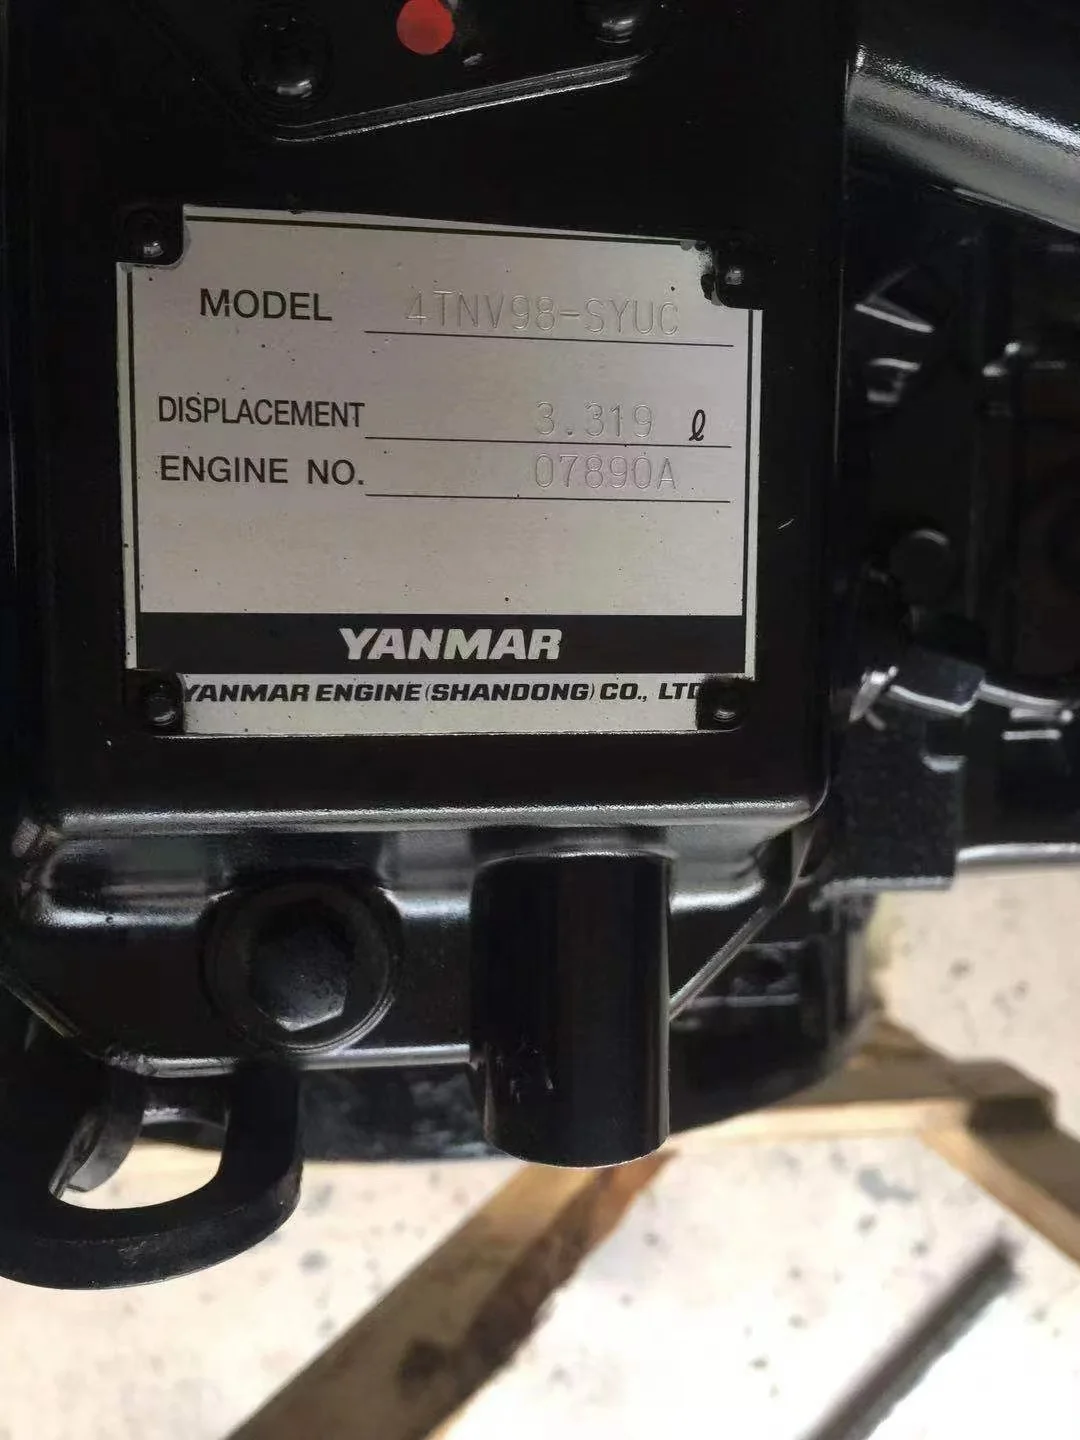 MODEL 4TNV98-SYUC
DISPLACEMENT 3.319 ℓ
ENGINE NO. 07890A
YANMAR
YANMAR ENGINE (SHANDONG) CO., LTD